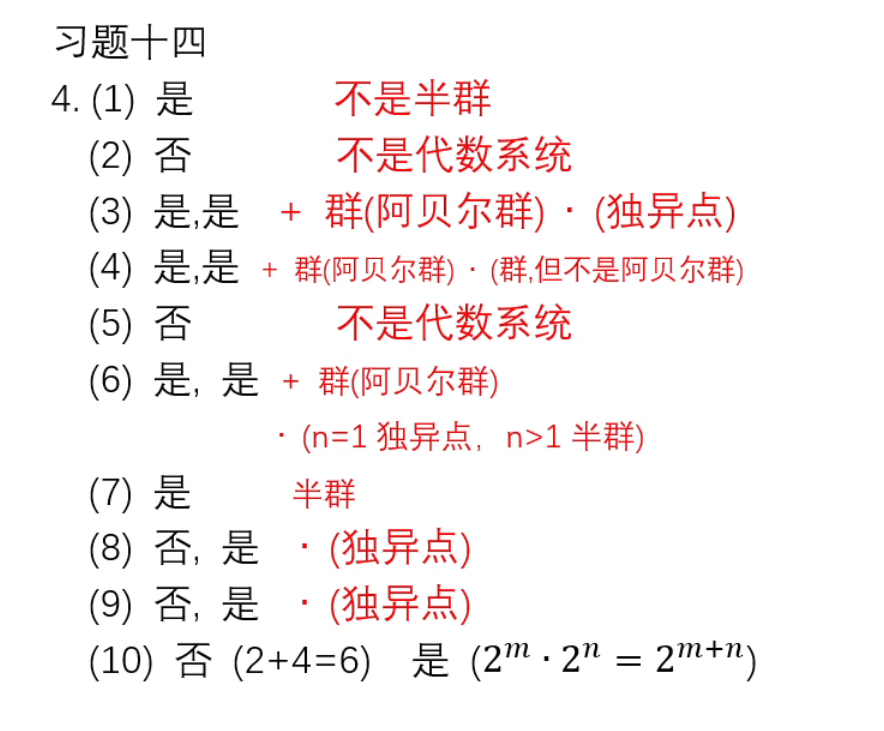 习题十四
4. (1) 是 不是半群
(2) 否 不是代数系统
(3) 是,是 + 群(阿贝尔群) · (独异点)
(4) 是,是 + 群(阿贝尔群) · (群,但不是阿贝尔群)
(5) 否 不是代数系统
(6) 是, 是 + 群(阿贝尔群)
· (n=1 独异点, n>1 半群)
(7) 是 半群
(8) 否, 是 · (独异点)
(9) 否, 是 · (独异点)
(10) 否 (2+4=6) 是 (2ᵐ · 2ⁿ = 2ᵐ⁺ⁿ)